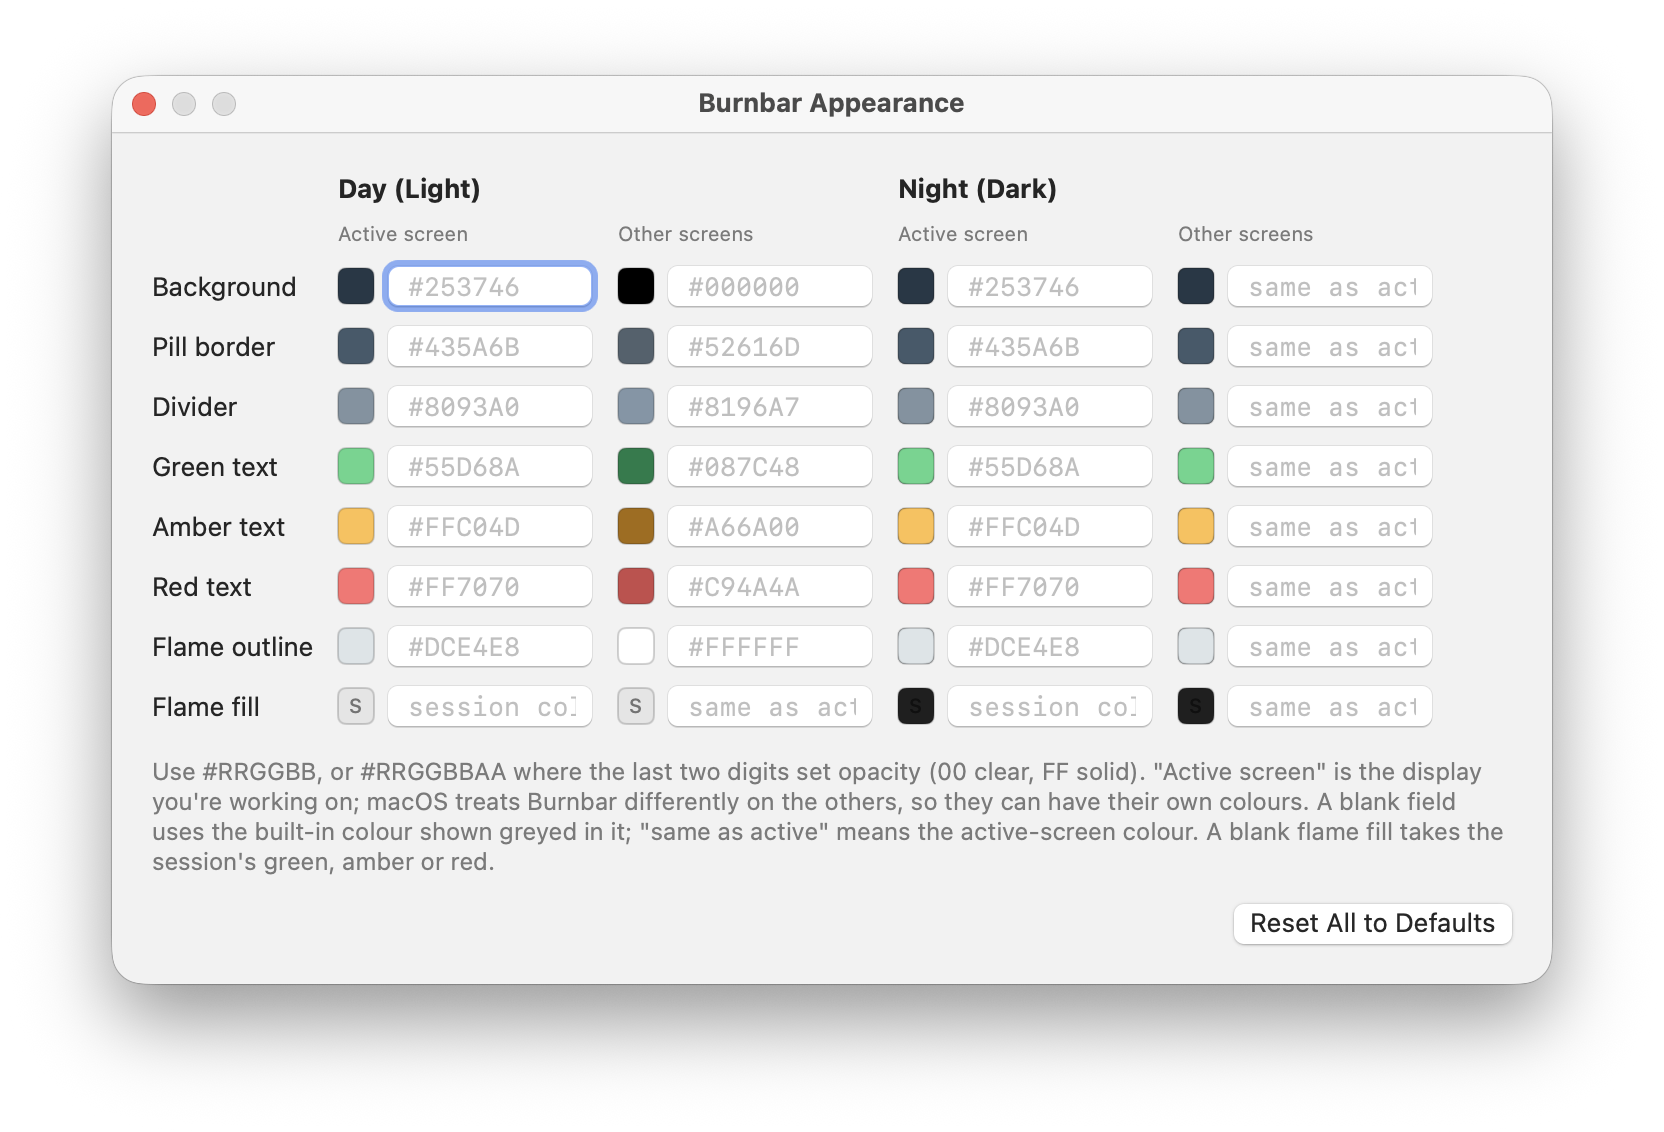 Burnbar Appearance
Day (Light) Night (Dark)
Active screen Other screens Active screen Other screens
Background #253746 #000000 #253746 same as act
Pill border #435A6B #52616D #435A6B same as act
Divider #8093A0 #8196A7 #8093A0 same as act
Green text #55D68A #087C48 #55D68A same as act
Amber text #FFC04D #A66A00 #FFC04D same as act
Red text #FF7070 #C94A4A #FF7070 same as act
Flame outline #DCE4E8 #FFFFFF #DCE4E8 same as act
Flame fill S session col S same as act S session col S same as act
Use #RRGGBB, or #RRGGBBAA where the last two digits set opacity (00 clear, FF solid). "Active screen" is the display
you're working on; macOS treats Burnbar differently on the others, so they can have their own colours. A blank field
uses the built-in colour shown greyed in it; "same as active" means the active-screen colour. A blank flame fill takes the
session's green, amber or red.
Reset All to Defaults